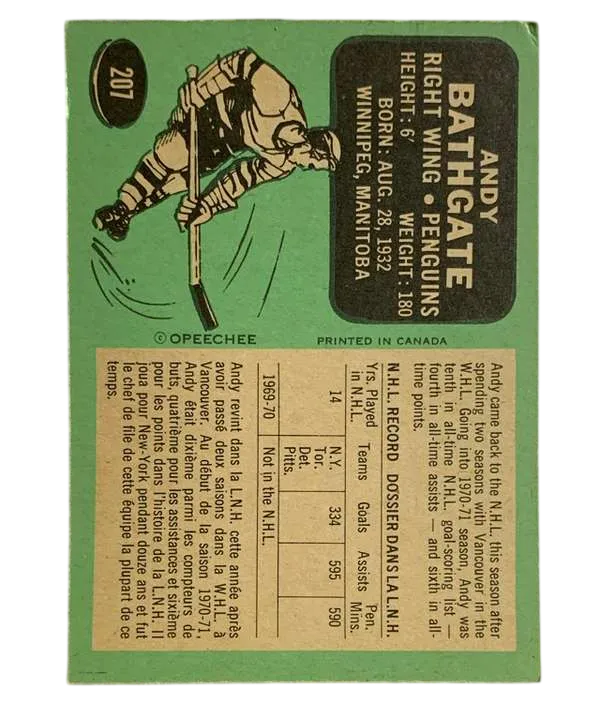 207
ANDY
BATHGATE
RIGHT WING • PENGUINS
HEIGHT: 6' WEIGHT: 180
BORN: AUG. 28, 1932
WINNIPEG, MANITOBA
© OPEECHEE
PRINTED IN CANADA
Andy came back to the N.H.L. this season after
spending two seasons with Vancouver in the
W.H.L. Going into 1970-71 season, Andy was
tenth in all-time N.H.L. goal-scoring list —
fourth in all-time assists — and sixth in all-
time points.
N.H.L. RECORD DOSSIER DANS LA L.N.H.
Yrs. Played Teams Goals Assists Pen.
in N.H.L. Mins.
14 N.Y. 334 595 590
Tor.
Det.
Pitts.
1969-70 Not in the N.H.L.
Andy revint dans la L.N.H. cette année après
avoir passé deux saisons dans la W.H.L. à
Vancouver. Au début de la saison 1970-71,
Andy était dixième parmi les compteurs de
buts, quatrième pour les assistances et sixième
pour les points dans l'histoire de la L.N.H. Il
joua pour New-York pendant douze ans et fut
le chef de file de cette équipe la plupart de ce
temps.